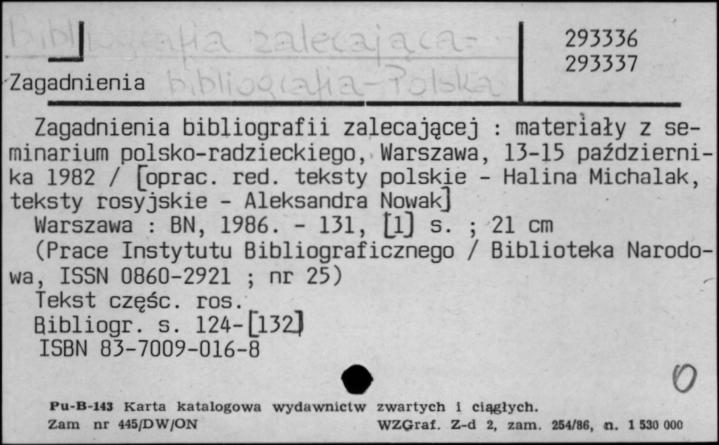 Bibliografia zalecająca -
293336
293337
bibliografia - Polska
Zagadnienia
Zagadnienia bibliografii zalecającej : materiały z se-
minarium polsko-radzieckiego, Warszawa, 13-15 październi-
ka 1982 / [oprac. red. teksty polskie - Halina Michalak,
teksty rosyjskie - Aleksandra Nowak]
Warszawa : BN, 1986. - 131, [1] s. ; 21 cm
(Prace Instytutu Bibliograficznego / Biblioteka Narodo-
wa, ISSN 0860-2921 ; nr 25)
Tekst częśc. ros.
Bibliogr. s. 124-[132]
ISBN 83-7009-016-8
O
Pu-B-143 Karta katalogowa wydawnictw zwartych i ciągłych.
Zam nr 445/DW/ON WZGraf. Z-d 2, zam. 254/86, n. 1 530 000